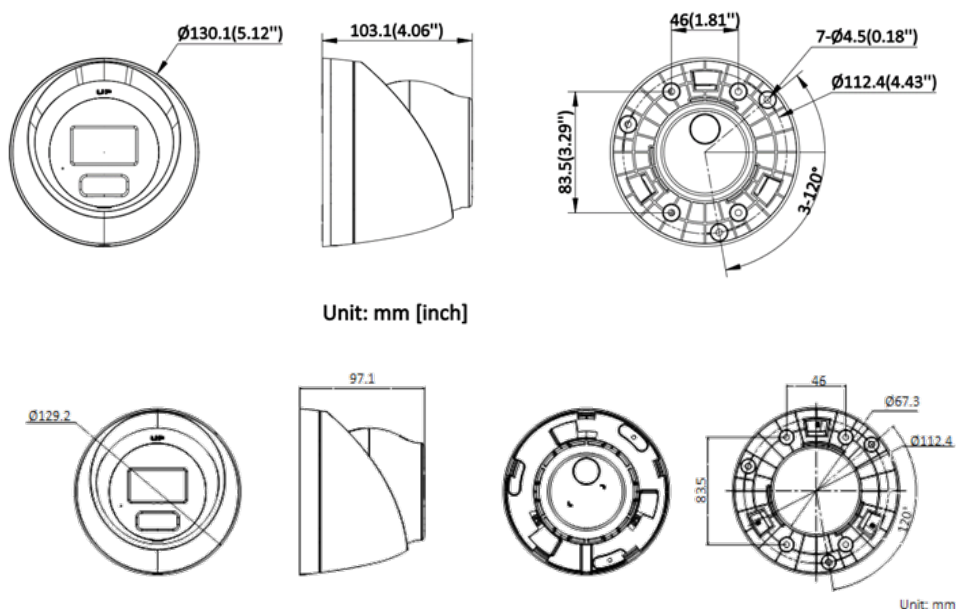 Ø130.1(5.12'')
103.1(4.06'')
46(1.81'')
7-Ø4.5(0.18'')
Ø112.4(4.43'')
83.5(3.29'')
3-120°
UP
Unit: mm [inch]
97.1
46
Ø129.2
Ø67.3
Ø112.4
83.5
120°
UP
Unit: mm